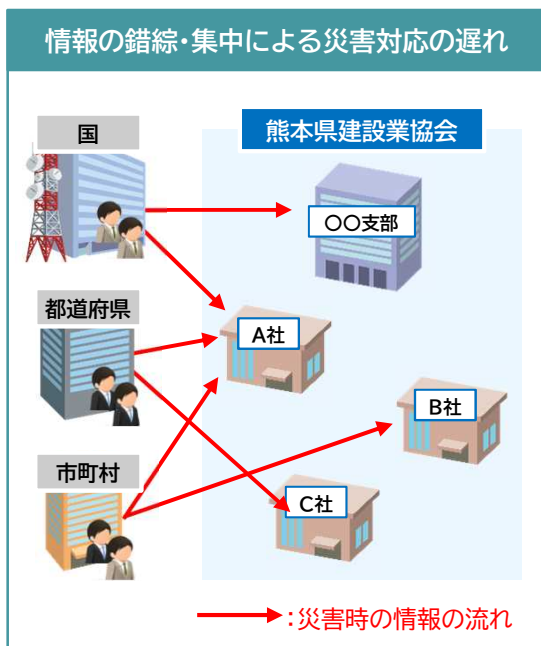 情報の錯綜・集中による災害対応の遅れ
国
熊本県建設業協会
〇〇支部
都道府県
A社
B社
市町村
C社
:災害時の情報の流れ